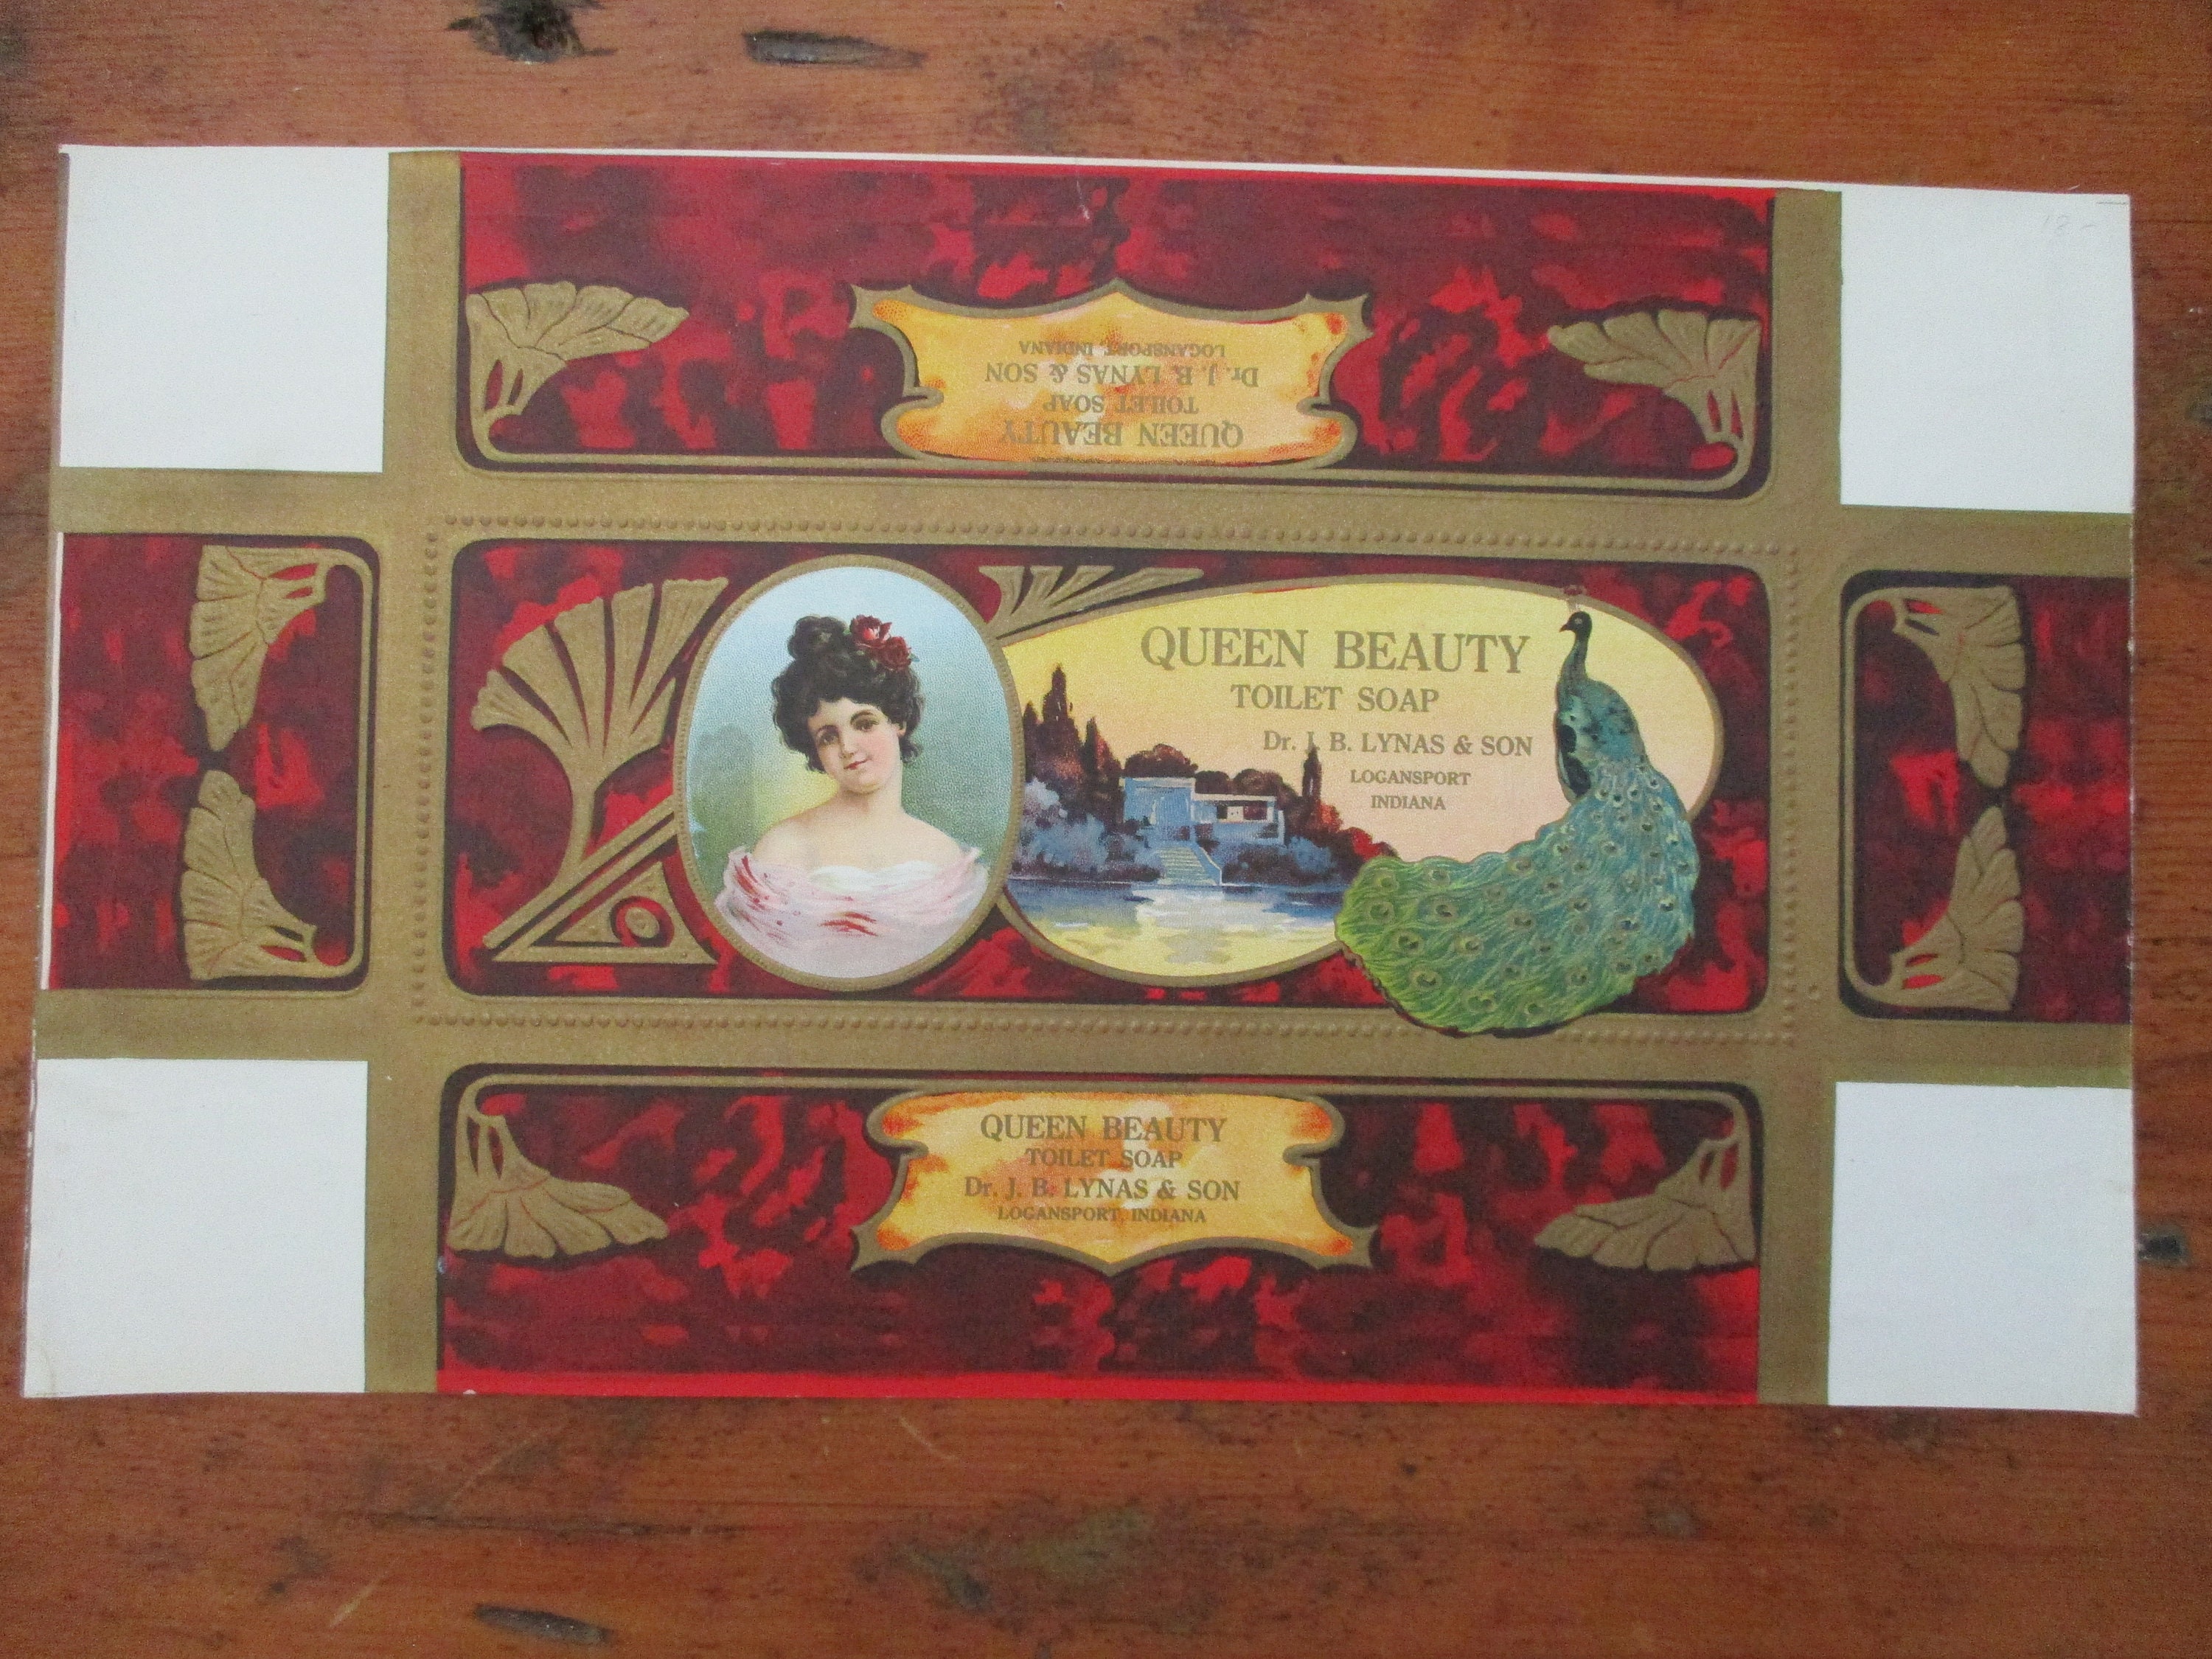 QUEEN BEAUTY
TOILET SOAP
Dr. J. B. LYNAS & SON
LOGANSPORT, INDIANA
QUEEN BEAUTY
TOILET SOAP
Dr. J. B. LYNAS & SON
LOGANSPORT
INDIANA
QUEEN BEAUTY
TOILET SOAP
Dr. J. B. LYNAS & SON
LOGANSPORT, INDIANA